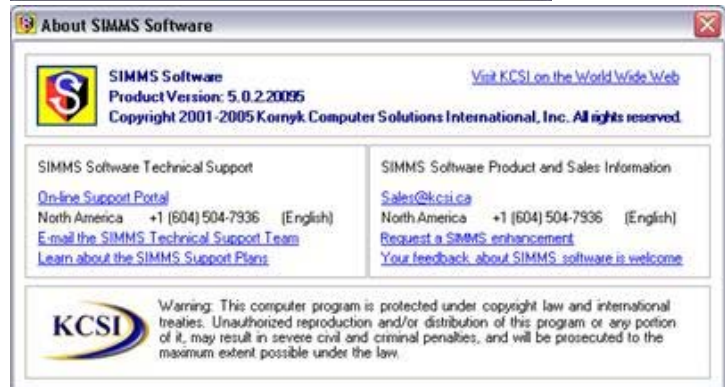 About SIMMS Software
SIMMS Software
Visit KCSI on the World Wide Web
Product Version: 5.0.2.20095
Copyright 2001-2005 Kornyk Computer Solutions International, Inc. All rights reserved.
SIMMS Software Technical Support
On-line Support Portal
North America +1 (604) 504-7936 (English)
E-mail the SIMMS Technical Support Team
Learn about the SIMMS Support Plans
SIMMS Software Product and Sales Information
Sales@kcsi.ca
North America +1 (604) 504-7936 (English)
Request a SIMMS enhancement
Your feedback about SIMMS software is welcome
KCSI
Warning: This computer program is protected under copyright law and international
treaties. Unauthorized reproduction and/or distribution of this program or any portion
of it, may result in severe civil and criminal penalties, and will be prosecuted to the
maximum extent possible under the law.